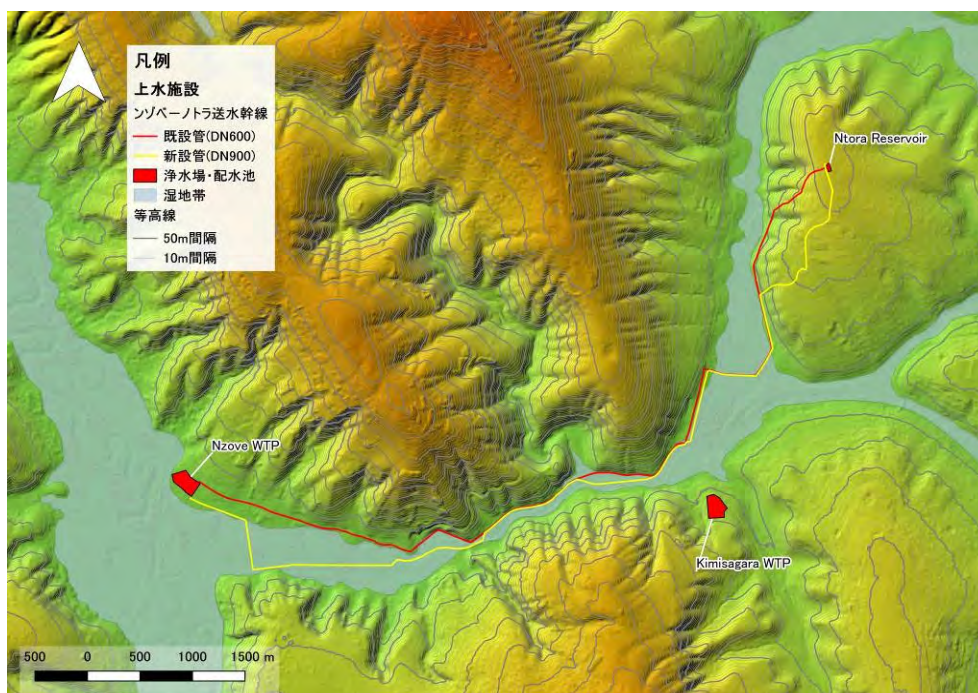 凡例
上水施設
ンゾベーノトラ送水幹線
既設管(DN600)
新設管(DN900)
浄水場・配水池
湿地帯
等高線
50m間隔
10m間隔
Ntora Reservoir
Nzove WTP
Kimisagara WTP
-500 0 500 1000 1500 m